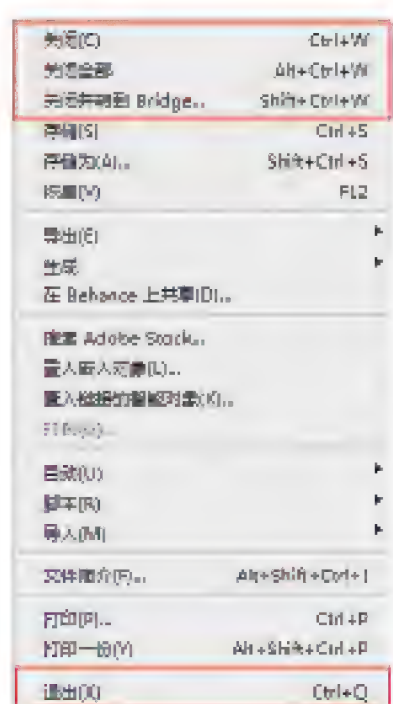 关闭(C) Ctrl+W
关闭全部 Alt+Ctrl+W
关闭并转到 Bridge... Shift+Ctrl+W
存储(S) Ctrl+S
存储为(A)... Shift+Ctrl+S
恢复(V) F12
导出(E)
生成
在 Behance 上共享(D)...
搜索 Adobe Stock...
置入嵌入对象(L)...
置入链接的智能对象(K)...
自动(U)
脚本(R)
导入(M)
文件简介(F)... Alt+Shift+Ctrl+I
打印(P)... Ctrl+P
打印一份(Y) Alt+Shift+Ctrl+P
退出(X) Ctrl+Q